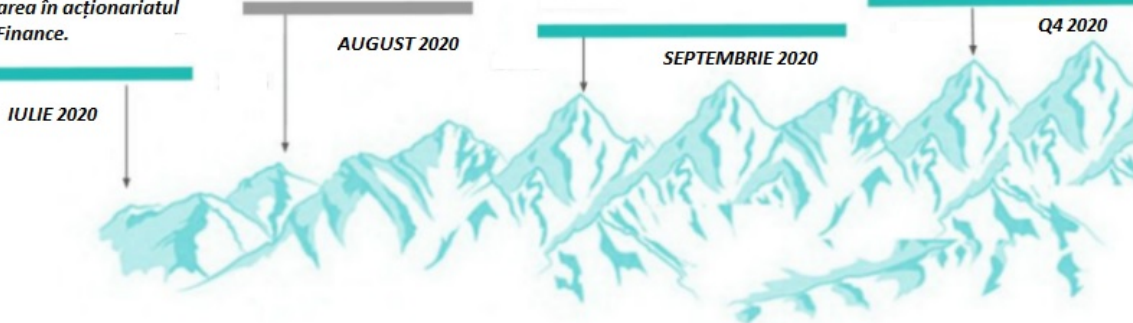 area în acționariatul
Finance.
IULIE 2020
AUGUST 2020
SEPTEMBRIE 2020
Q4 2020